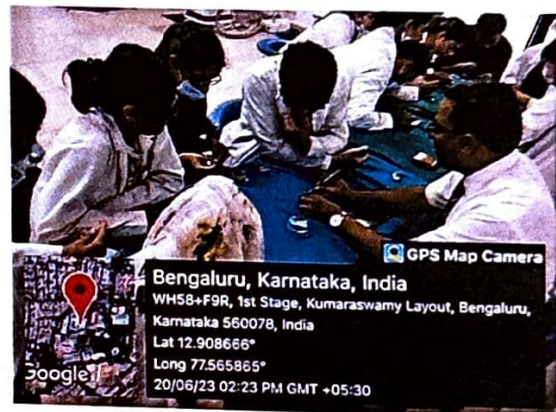 GPS Map Camera
Bengaluru, Karnataka, India
WH58+F9R, 1st Stage, Kumaraswamy Layout, Bengaluru,
Karnataka 560078, India
Lat 12.908666°
Long 77.565865°
20/06/23 02:23 PM GMT +05:30
Google